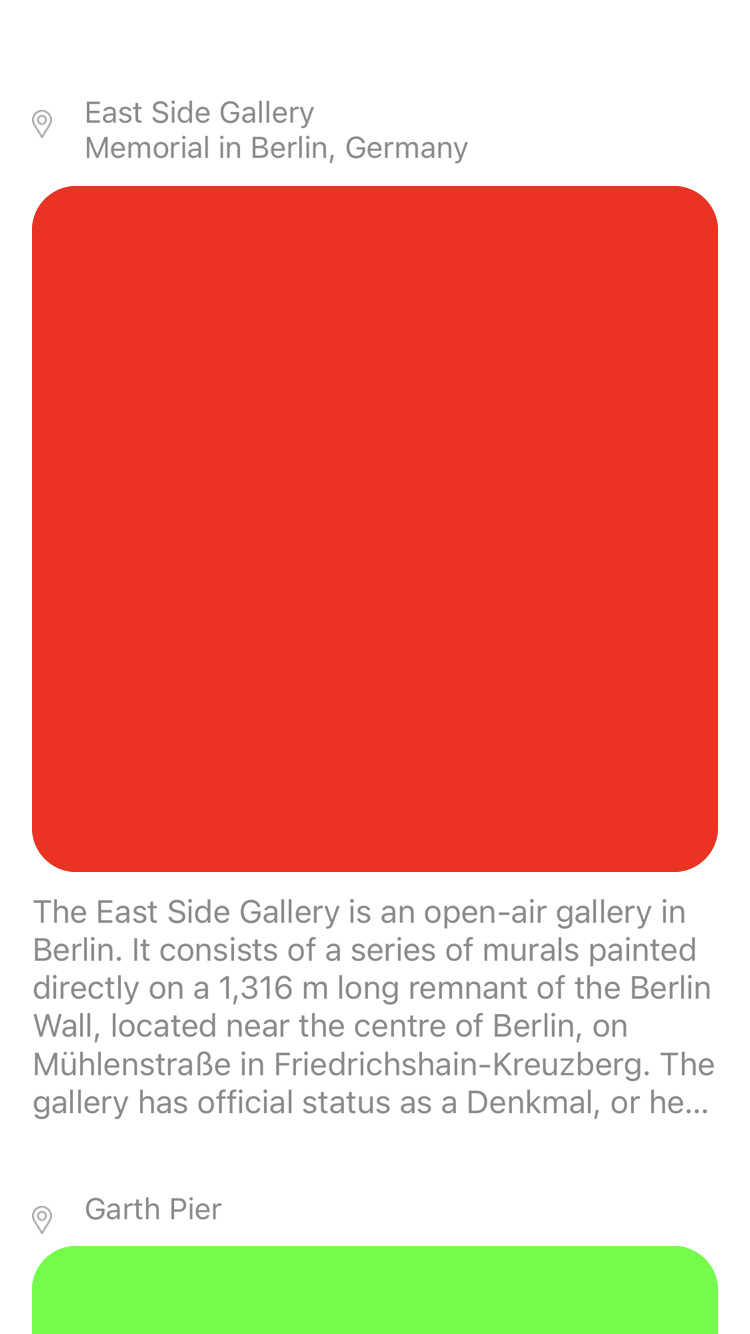 East Side Gallery
Memorial in Berlin, Germany
The East Side Gallery is an open-air gallery in
Berlin. It consists of a series of murals painted
directly on a 1,316 m long remnant of the Berlin
Wall, located near the centre of Berlin, on
Mühlenstraße in Friedrichshain-Kreuzberg. The
gallery has official status as a Denkmal, or he...
Garth Pier